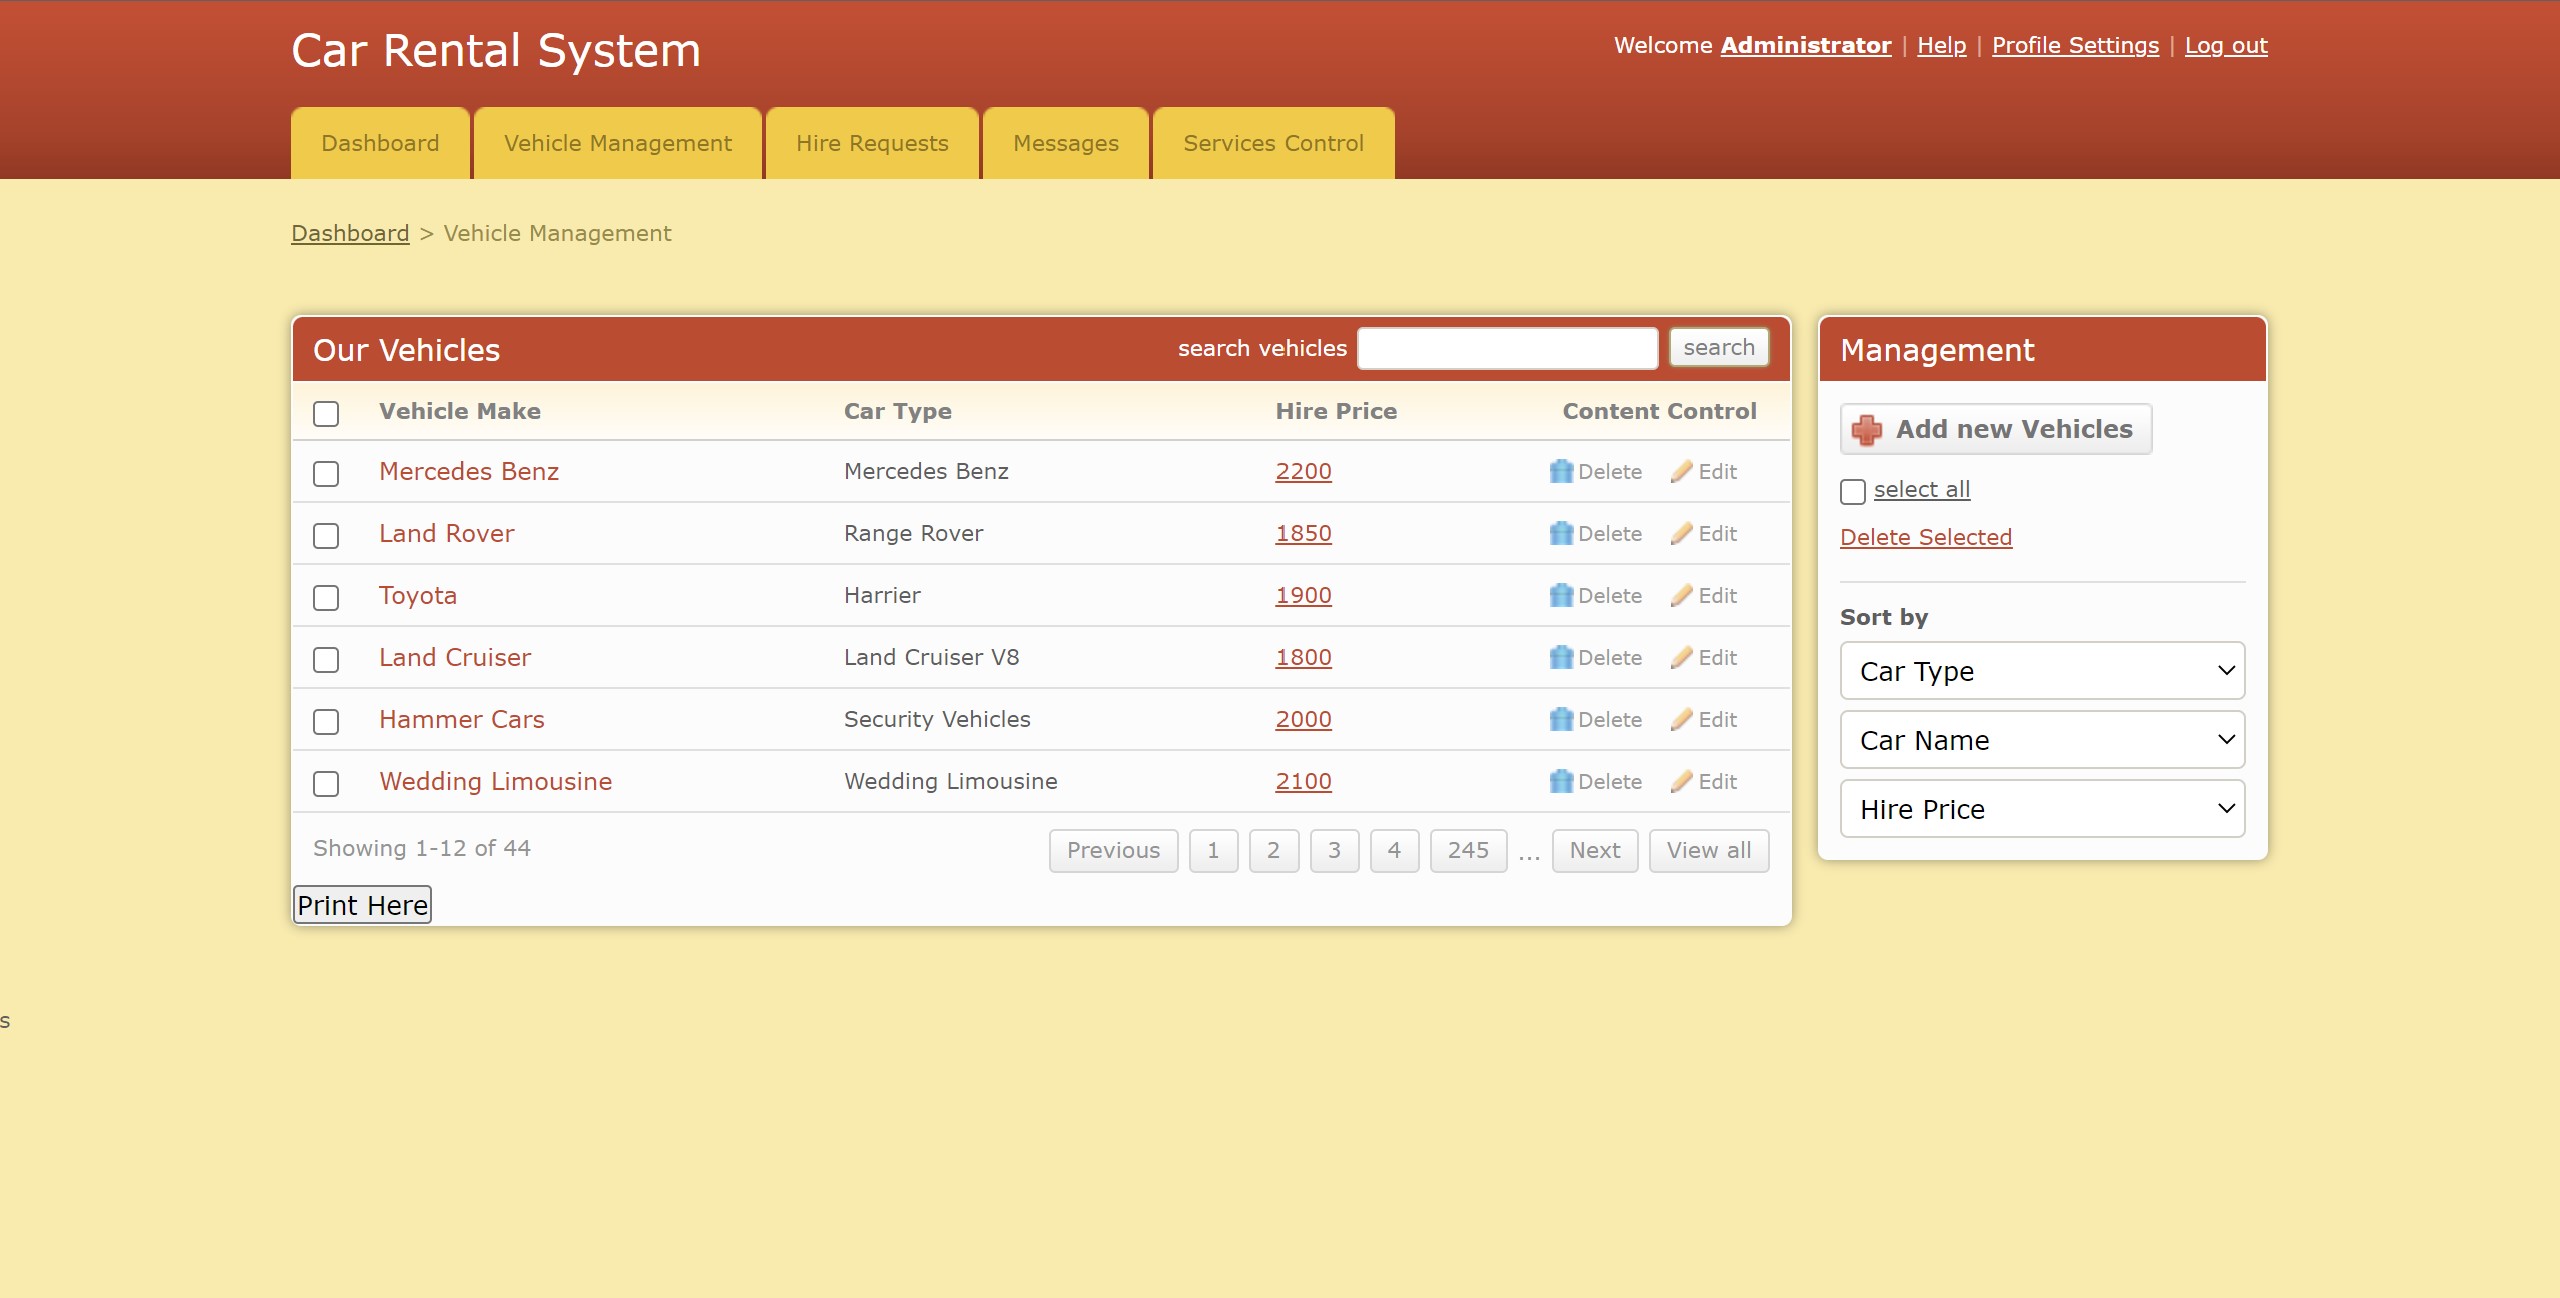 Car Rental System
Welcome Administrator | Help | Profile Settings | Log out
Dashboard Vehicle Management Hire Requests Messages Services Control
Dashboard > Vehicle Management
Our Vehicles search vehicles search
Vehicle Make Car Type Hire Price Content Control
Mercedes Benz Mercedes Benz 2200 Delete Edit
Land Rover Range Rover 1850 Delete Edit
Toyota Harrier 1900 Delete Edit
Land Cruiser Land Cruiser V8 1800 Delete Edit
Hammer Cars Security Vehicles 2000 Delete Edit
Wedding Limousine Wedding Limousine 2100 Delete Edit
Showing 1-12 of 44 Previous 1 2 3 4 245 ... Next View all
Print Here
Management
Add new Vehicles
select all
Delete Selected
Sort by
Car Type
Car Name
Hire Price
s